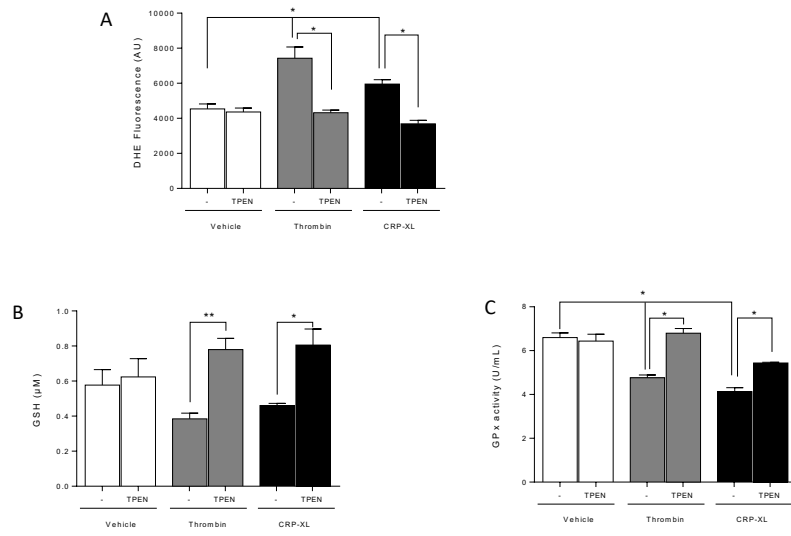 A
DHE Fluorescence (AU)
10000
8000
6000
4000
2000
0
*
*
*
- TPEN - TPEN - TPEN
Vehicle Thrombin CRP-XL
B
GSH (μM)
1.0
0.8
0.6
0.4
0.2
0.0
**
*
- TPEN - TPEN - TPEN
Vehicle Thrombin CRP-XL
C
GPx activity (U/mL)
8
6
4
2
0
*
*
*
- TPEN - TPEN - TPEN
Vehicle Thrombin CRP-XL